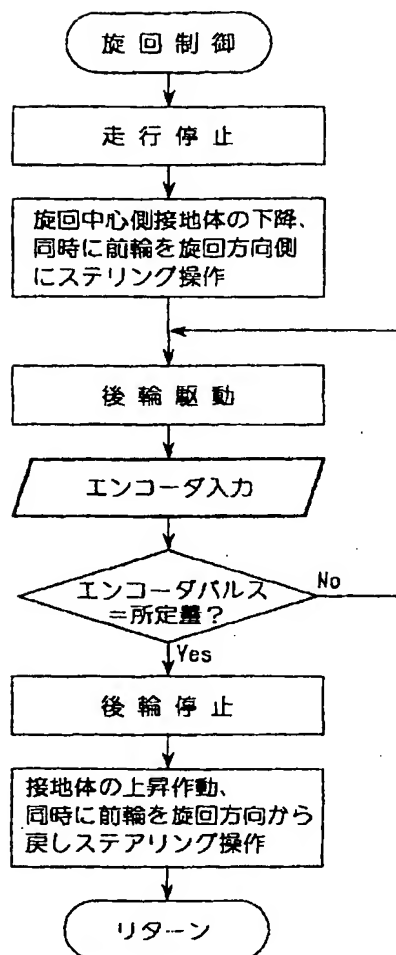 旋回制御
走行停止
旋回中心側接地体の下降、
同時に前輪を旋回方向側
にステリング操作
後輪駆動
エンコーダ入力
エンコーダパルス
=所定量?
No
Yes
後輪停止
接地体の上昇作動、
同時に前輪を旋回方向から
戻しステアリング操作
リターン